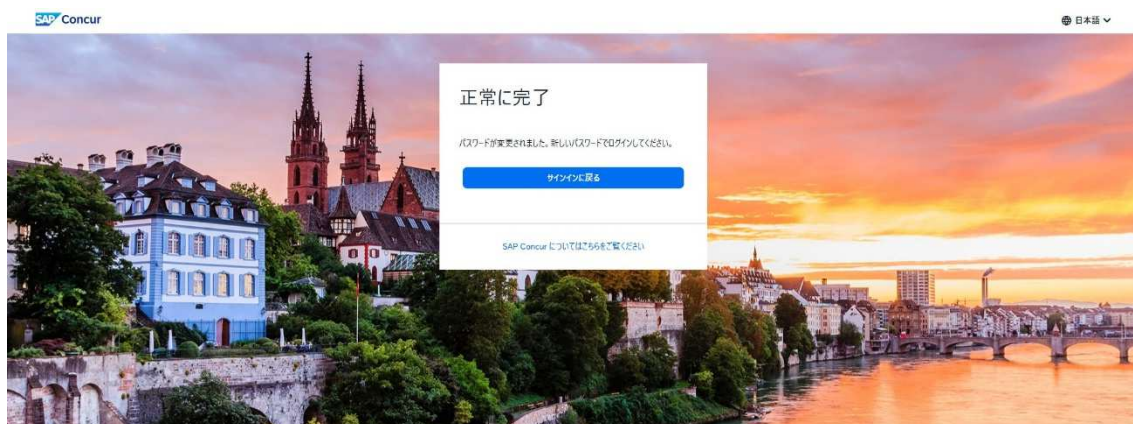 SAP Concur
日本語
正常に完了
パスワードが変更されました。新しいパスワードでログインしてください。
サインインに戻る
SAP Concur についてはこちらをご覧ください